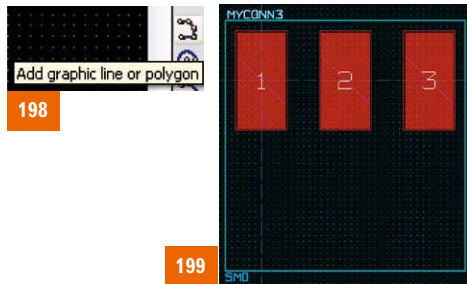 Add graphic line or polygon
198
MYCONN3
1 2 3
SMD
199